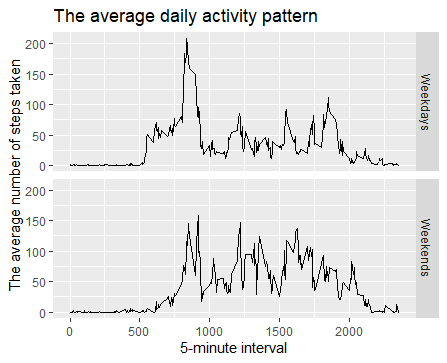 The average daily activity pattern
The average number of steps taken
200
150
100
50
0
Weekdays
200
150
100
50
0
Weekends
0 500 1000 1500 2000
5-minute interval